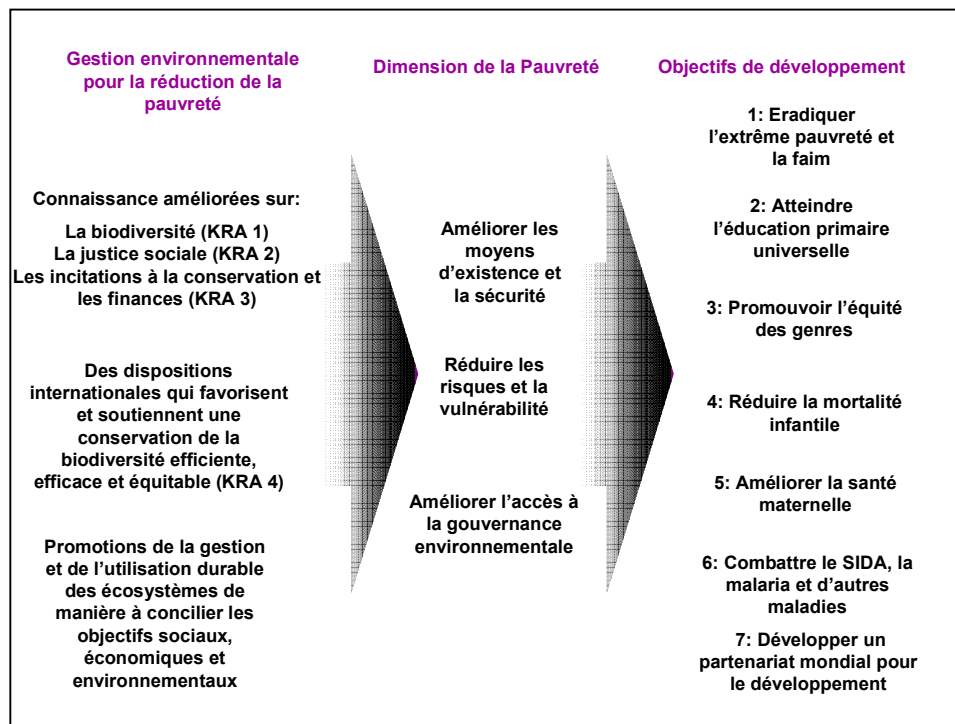 Gestion environnementale
pour la réduction de la
pauvreté
Connaissance améliorées sur:
La biodiversité (KRA 1)
La justice sociale (KRA 2)
Les incitations à la conservation et
les finances (KRA 3)
Des dispositions
internationales qui favorisent
et soutiennent une
conservation de la
biodiversité efficiente,
efficace et équitable (KRA 4)
Promotions de la gestion
et de l’utilisation durable
des écosystèmes de
manière à concilier les
objectifs sociaux,
économiques et
environnementaux
Dimension de la Pauvreté
Améliorer les
moyens
d’existence et
la sécurité
Réduire les
risques et la
vulnérabilité
Améliorer l’accès à
la gouvernance
environnementale
Objectifs de développement
1: Eradiquer
l’extrême pauvreté et
la faim
2: Atteindre
l’éducation primaire
universelle
3: Promouvoir l’équité
des genres
4: Réduire la mortalité
infantile
5: Améliorer la santé
maternelle
6: Combattre le SIDA, la
malaria et d’autres
maladies
7: Développer un
partenariat mondial pour
le développement